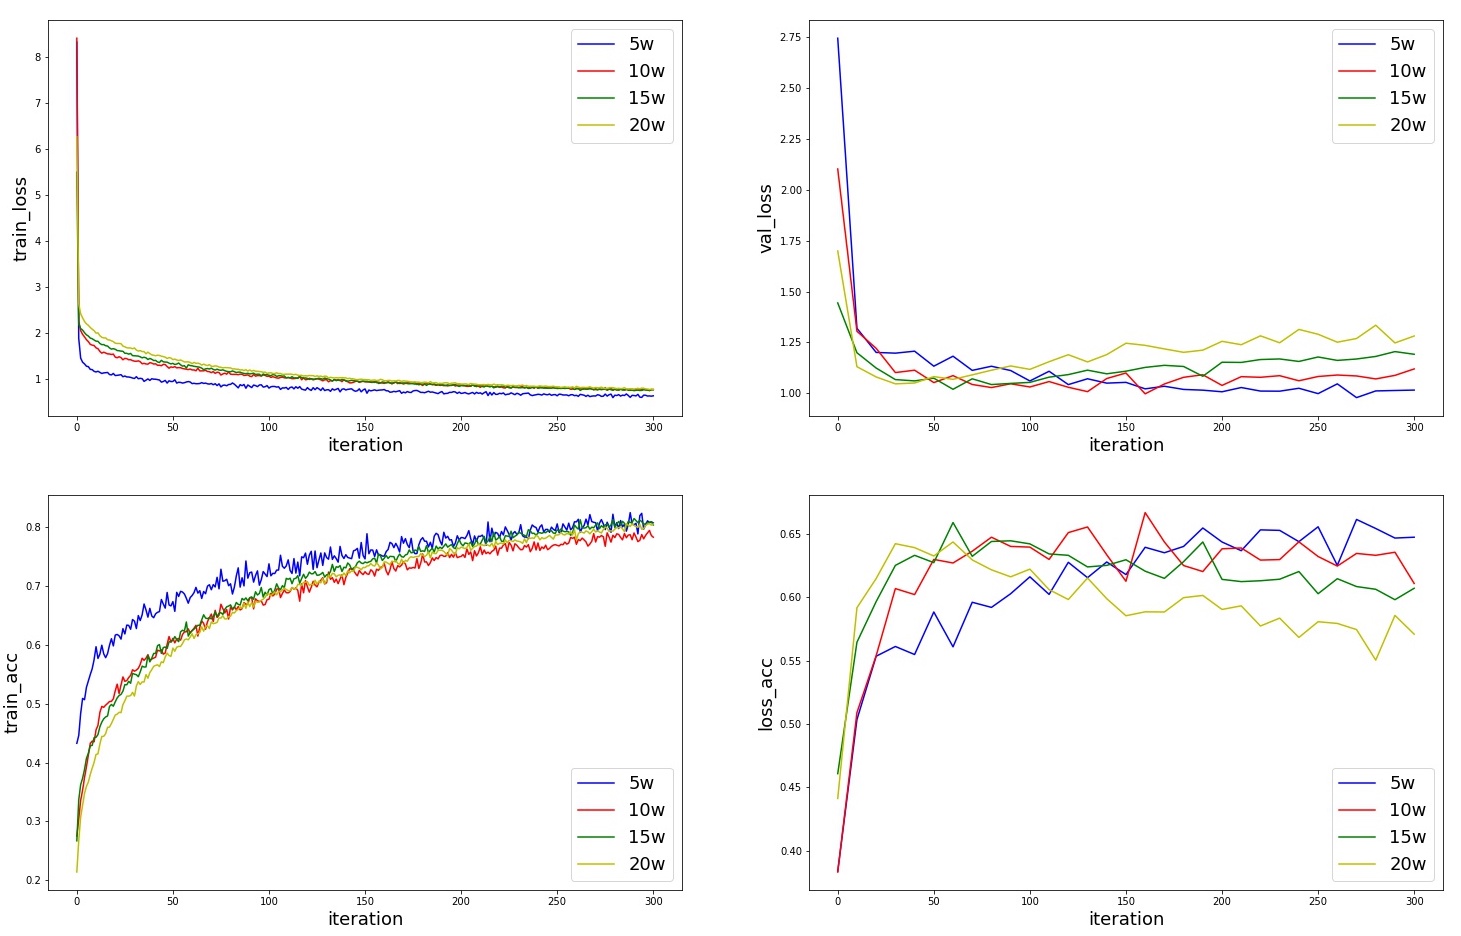 8
7
6
5
4
3
2
1
train_loss
0 50 100 150 200 250 300
iteration
5w
10w
15w
20w
2.75
2.50
2.25
2.00
1.75
1.50
1.25
1.00
val_loss
0 50 100 150 200 250 300
iteration
5w
10w
15w
20w
0.8
0.7
0.6
0.5
0.4
0.3
0.2
train_acc
0 50 100 150 200 250 300
iteration
5w
10w
15w
20w
0.65
0.60
0.55
0.50
0.45
0.40
loss_acc
0 50 100 150 200 250 300
iteration
5w
10w
15w
20w